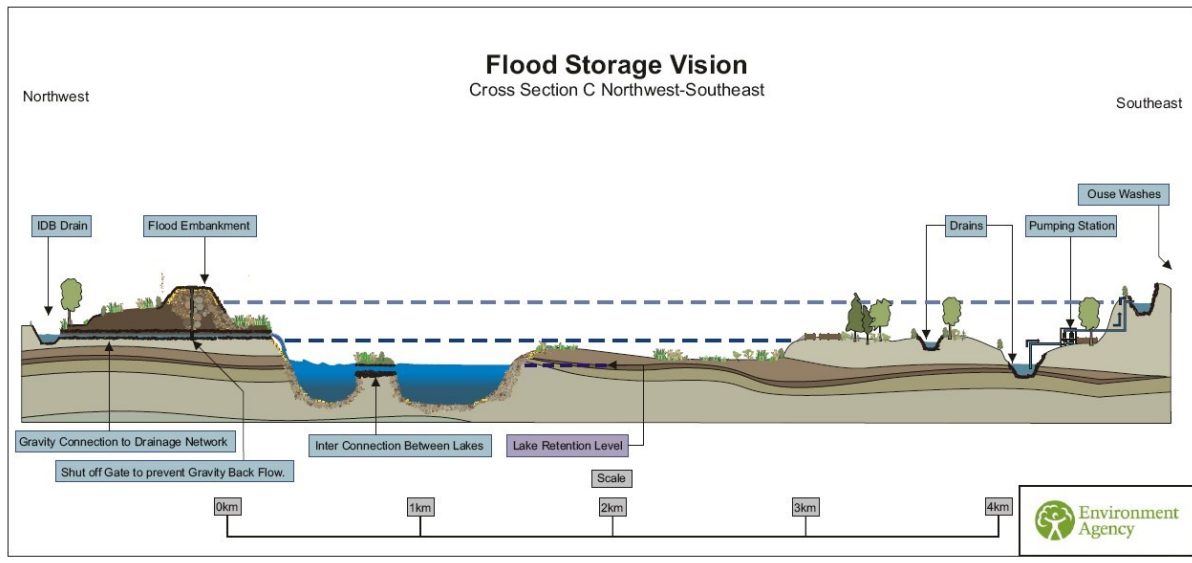 Flood Storage Vision
Cross Section C Northwest-Southeast
Northwest
Southeast
Ouse Washes
IDB Drain
Flood Embankment
Drains
Pumping Station
Gravity Connection to Drainage Network
Inter Connection Between Lakes
Lake Retention Level
Shut off Gate to prevent Gravity Back Flow.
Scale
0km
1km
2km
3km
4km
Environment
Agency